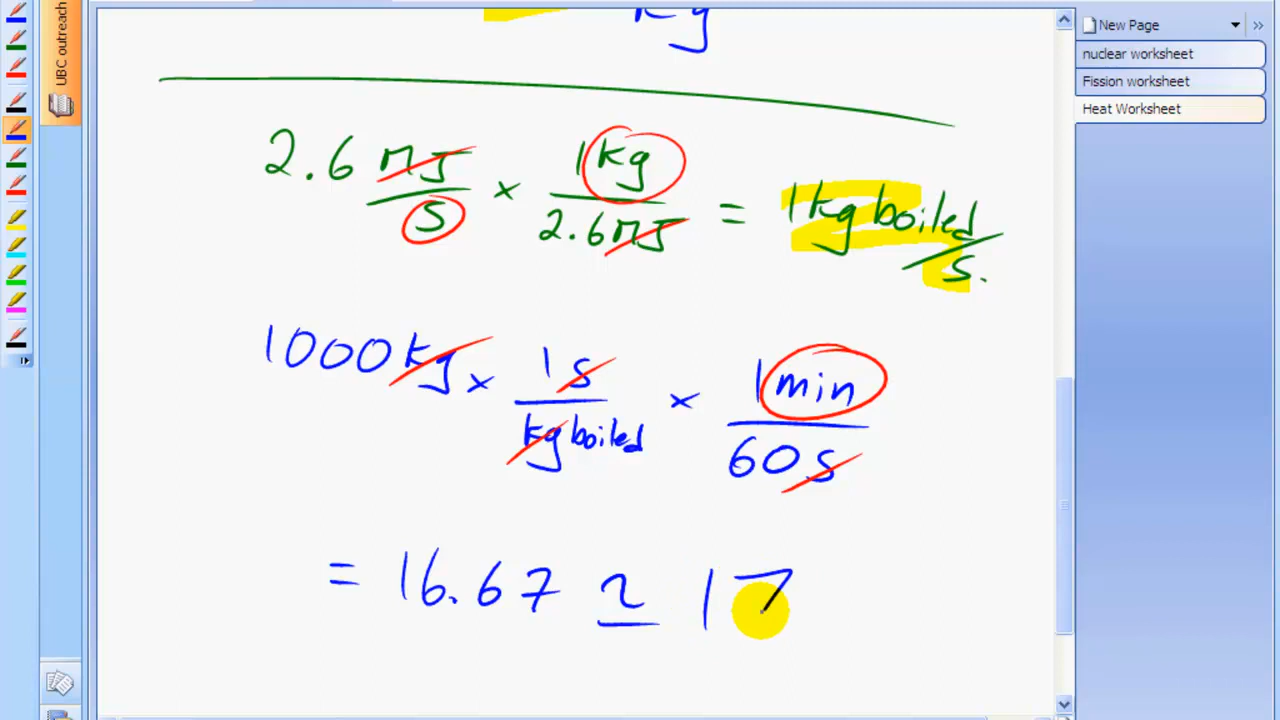 UBC outreach
New Page
nuclear worksheet
Fission worksheet
Heat Worksheet
kg
2.6 MJ/s × 1kg/2.6MJ = 1kg boiled/s.
1000kg × 1s/kg boiled × 1min/60s
= 16.67 ≃ 17